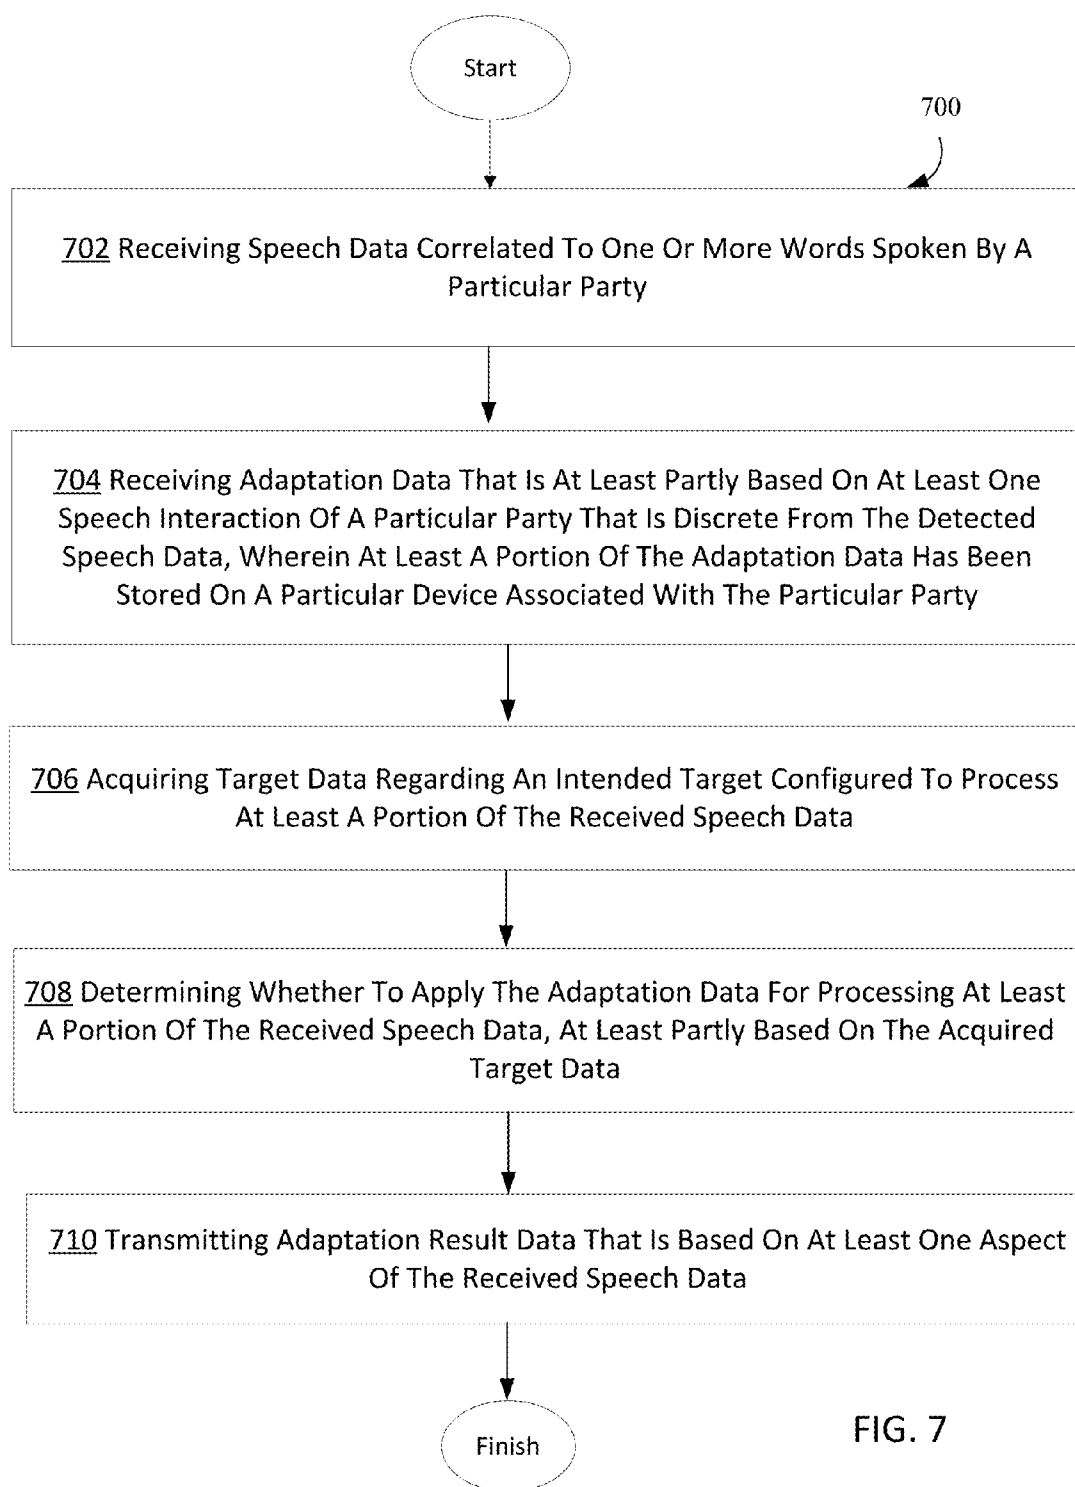 Start
700
702 Receiving Speech Data Correlated To One Or More Words Spoken By A
Particular Party
704 Receiving Adaptation Data That Is At Least Partly Based On At Least One
Speech Interaction Of A Particular Party That Is Discrete From The Detected
Speech Data, Wherein At Least A Portion Of The Adaptation Data Has Been
Stored On A Particular Device Associated With The Particular Party
706 Acquiring Target Data Regarding An Intended Target Configured To Process
At Least A Portion Of The Received Speech Data
708 Determining Whether To Apply The Adaptation Data For Processing At Least
A Portion Of The Received Speech Data, At Least Partly Based On The Acquired
Target Data
710 Transmitting Adaptation Result Data That Is Based On At Least One Aspect
Of The Received Speech Data
Finish
FIG. 7